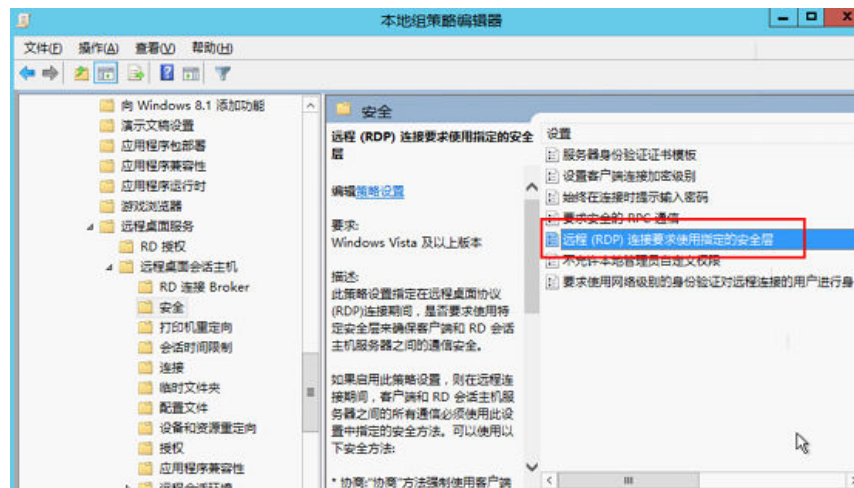 本地组策略编辑器
文件(F) 操作(A) 查看(V) 帮助(H)
向 Windows 8.1 添加功能
演示文稿设置
应用程序包部署
应用程序兼容性
应用程序运行时
游戏浏览器
远程桌面服务
RD 授权
远程桌面会话主机
RD 连接 Broker
安全
打印机重定向
会话时间限制
连接
临时文件夹
配置文件
设备和资源重定向
授权
应用程序兼容性
远程会话环境
安全
远程 (RDP) 连接要求使用指定的安全
层
编辑策略设置
要求:
Windows Vista 及以上版本
描述:
此策略设置指定在远程桌面协议
(RDP)连接期间，是否要求使用特
定安全层来确保客户端和 RD 会话
主机服务器之间的通信安全。
如果启用此策略设置，则在远程连
接期间，客户端和 RD 会话主机服
务器之间的所有通信必须使用此设
置中指定的安全方法。可以使用以
下安全方法:
* 协商:“协商”方法强制使用客户端
设置
服务器身份验证证书模板
设置客户端连接加密级别
始终在连接时提示输入密码
要求安全的 RPC 通信
远程 (RDP) 连接要求使用指定的安全层
不允许本地管理员自定义权限
要求使用网络级别的身份验证对远程连接的用户进行身